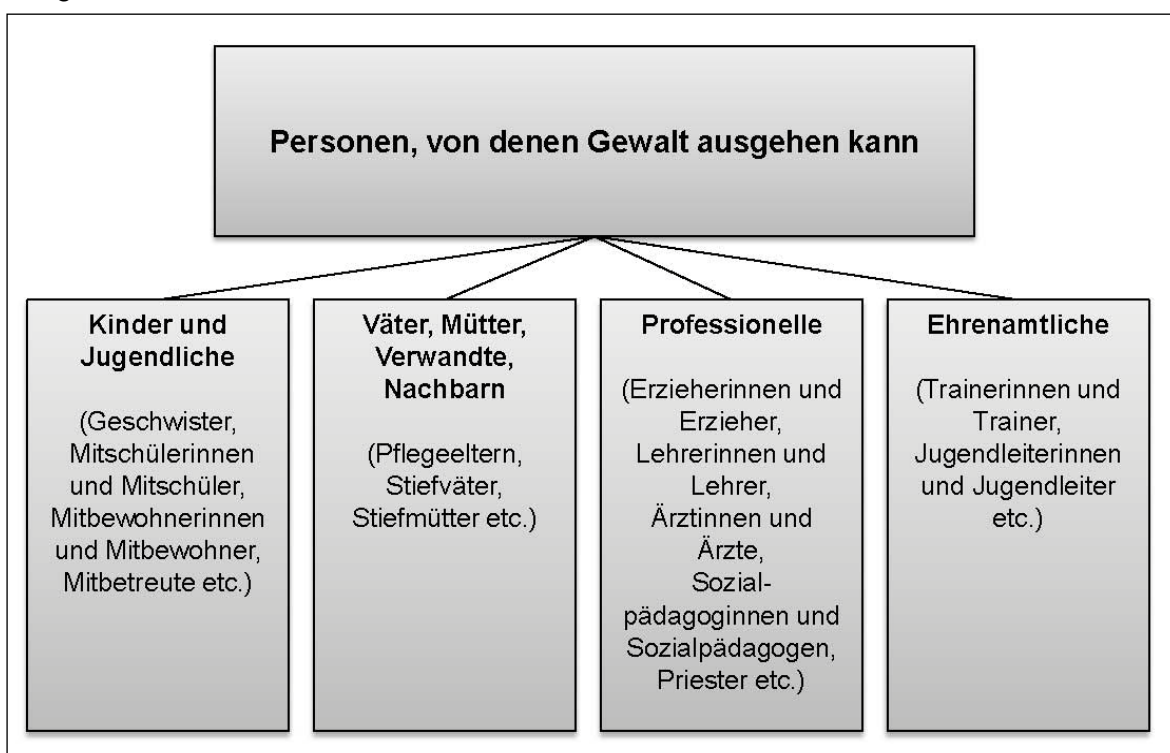 Personen, von denen Gewalt ausgehen kann
Kinder und
Jugendliche
(Geschwister,
Mitschülerinnen
und Mitschüler,
Mitbewohnerinnen
und Mitbewohner,
Mitbetreute etc.)
Väter, Mütter,
Verwandte,
Nachbarn
(Pflegeeltern,
Stiefväter,
Stiefmütter etc.)
Professionelle
(Erzieherinnen und
Erzieher,
Lehrerinnen und
Lehrer,
Ärztinnen und
Ärzte,
Sozial-
pädagoginnen und
Sozialpädagogen,
Priester etc.)
Ehrenamtliche
(Trainerinnen und
Trainer,
Jugendleiterinnen
und Jugendleiter
etc.)